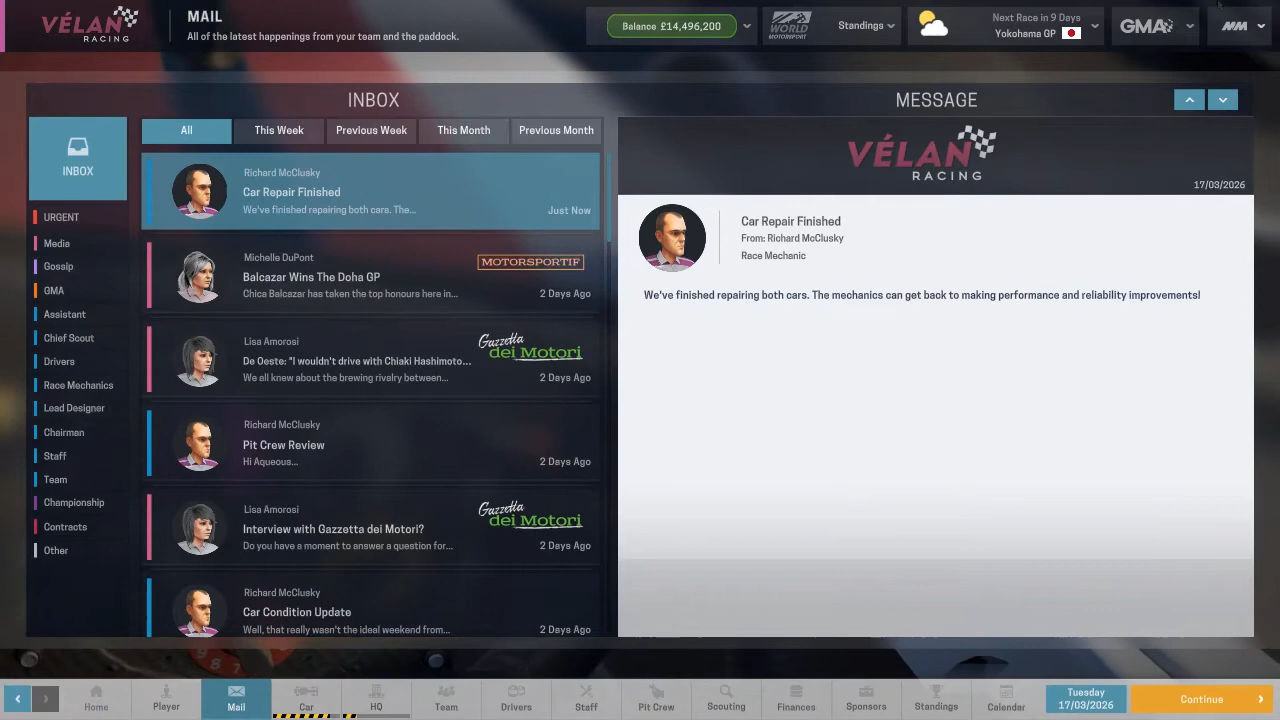 VÉLAN
RACING
MAIL
All of the latest happenings from your team and the paddock.
Balance £14,496,200
WORLD
MOTORSPORT
Standings
Next Race in 9 Days
Yokohama GP
GMA
INBOX
MESSAGE
INBOX
All
This Week
Previous Week
This Month
Previous Month
URGENT
Media
Gossip
GMA
Assistant
Chief Scout
Drivers
Race Mechanics
Lead Designer
Chairman
Staff
Team
Championship
Contracts
Other
Richard McClusky
Car Repair Finished
We've finished repairing both cars. The...
Just Now
Michelle DuPont
MOTORSPORTIF
Balcazar Wins The Doha GP
Chica Balcazar has taken the top honours here in...
2 Days Ago
Lisa Amorosi
Gazzetta
dei Motori
De Oeste: "I wouldn't drive with Chiaki Hashimoto...
We all knew about the brewing rivalry between...
2 Days Ago
Richard McClusky
Pit Crew Review
Hi Aqueous...
2 Days Ago
Lisa Amorosi
Gazzetta
dei Motori
Interview with Gazzetta dei Motori?
Do you have a moment to answer a question for...
2 Days Ago
Richard McClusky
Car Condition Update
Well, that really wasn't the ideal weekend from...
2 Days Ago
VÉLAN
RACING
17/03/2026
Car Repair Finished
From: Richard McClusky
Race Mechanic
We've finished repairing both cars. The mechanics can get back to making performance and reliability improvements!
Home
Player
Mail
Car
HQ
Team
Drivers
Staff
Pit Crew
Scouting
Finances
Sponsors
Standings
Calendar
Tuesday
17/03/2026
Continue